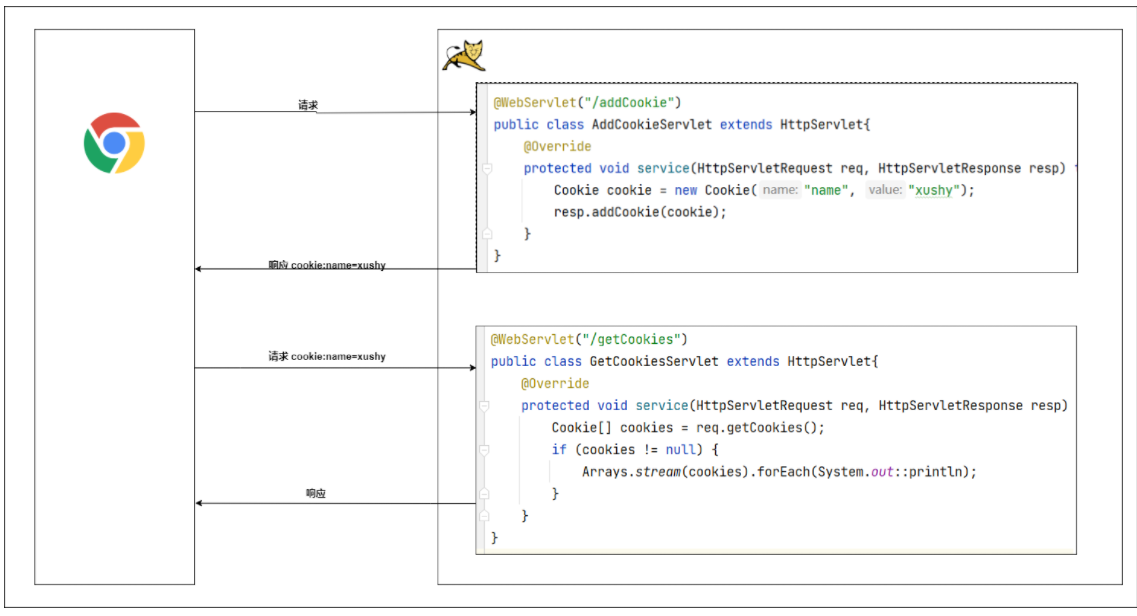 请求
@WebServlet("/addCookie")
public class AddCookieServlet extends HttpServlet{
@Override
protected void service(HttpServletRequest req, HttpServletResponse resp)
Cookie cookie = new Cookie( name: "name", value: "xushy");
resp.addCookie(cookie);
}
}
响应 cookie:name=xushy
@WebServlet("/getCookies")
public class GetCookiesServlet extends HttpServlet{
请求 cookie:name=xushy
@Override
protected void service(HttpServletRequest req, HttpServletResponse resp)
Cookie[] cookies = req.getCookies();
if (cookies != null) {
Arrays.stream(cookies).forEach(System.out::println);
}
响应
}
}